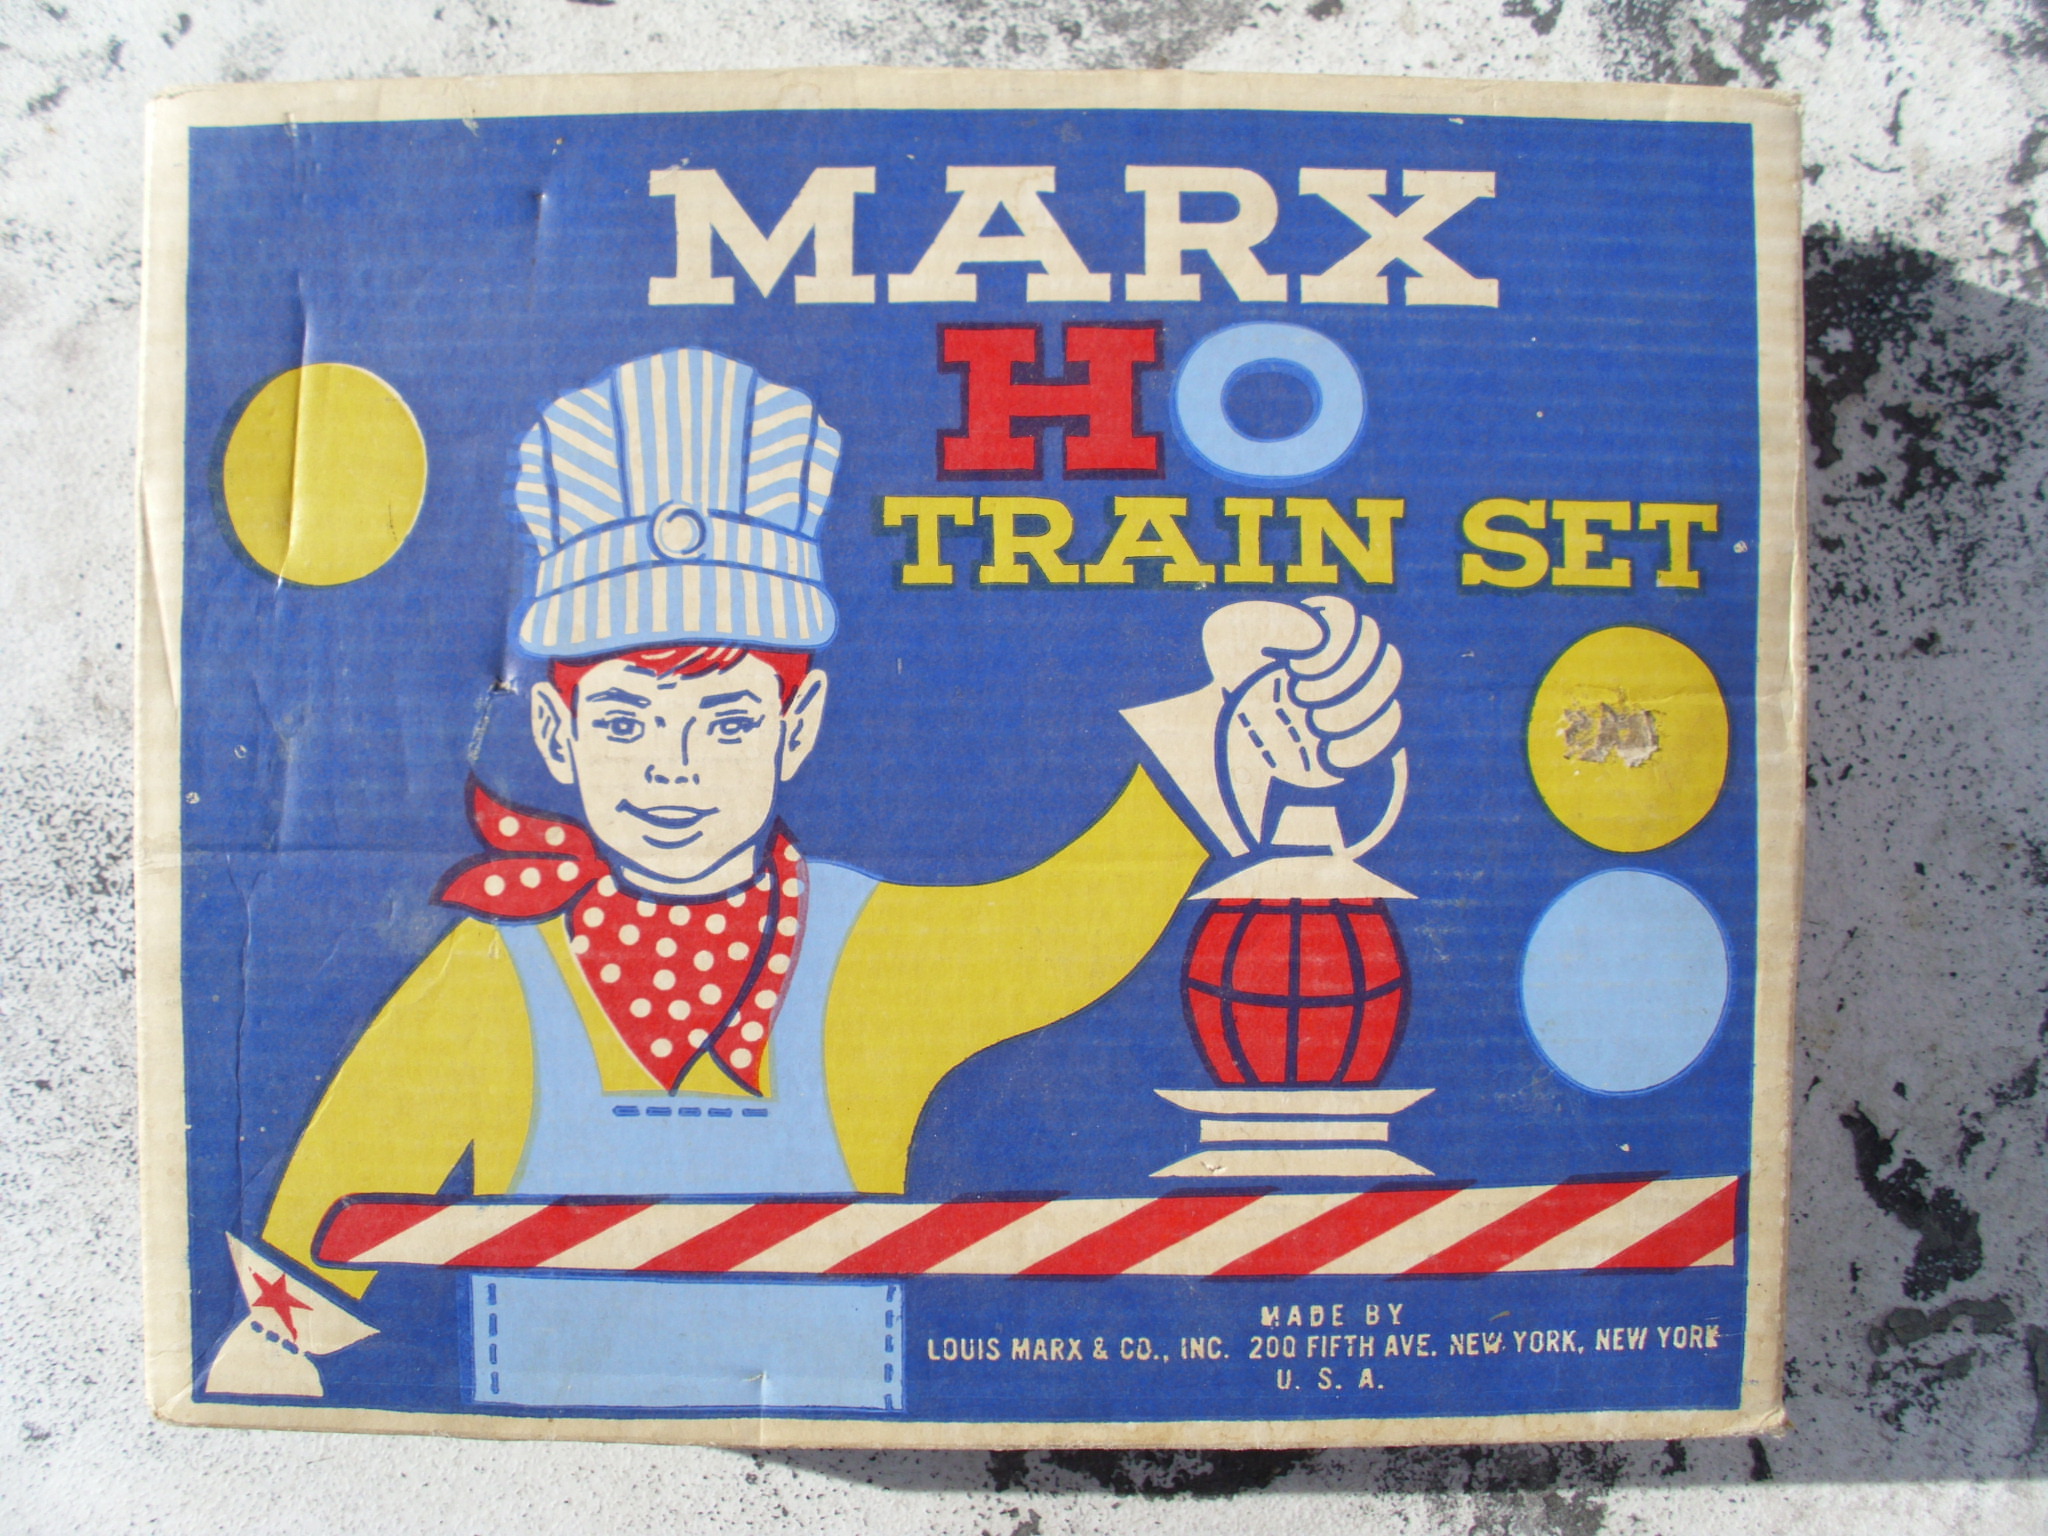 MARX
HO
TRAIN SET
MADE BY
LOUIS MARX & CO., INC. 200 FIFTH AVE. NEW YORK, NEW YORK
U. S. A.